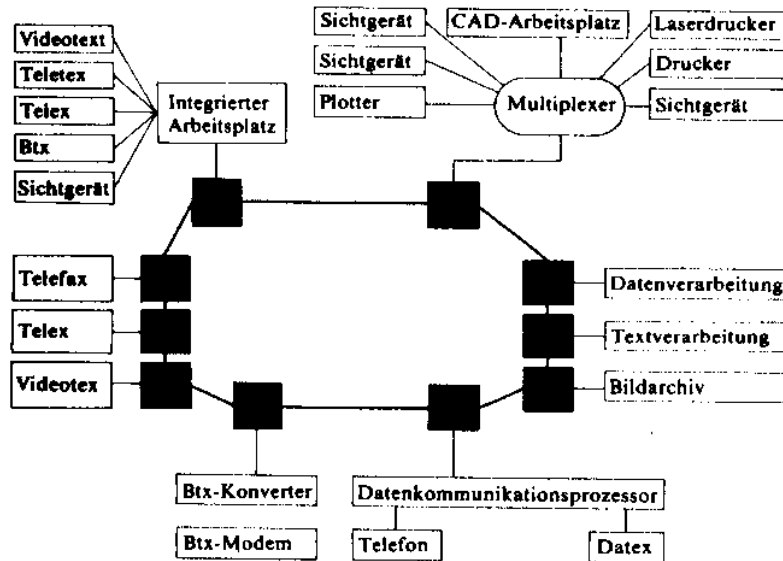 Videotext
Teletex
Telex
Btx
Sichtgerät
Integrierter
Arbeitsplatz
Sichtgerät
Sichtgerät
Plotter
CAD-Arbeitsplatz
Multiplexer
Laserdrucker
Drucker
Sichtgerät
Telefax
Telex
Videotex
Datenverarbeitung
Textverarbeitung
Bildarchiv
Btx-Konverter
Btx-Modem
Datenkommunikationsprozessor
Telefon
Datex